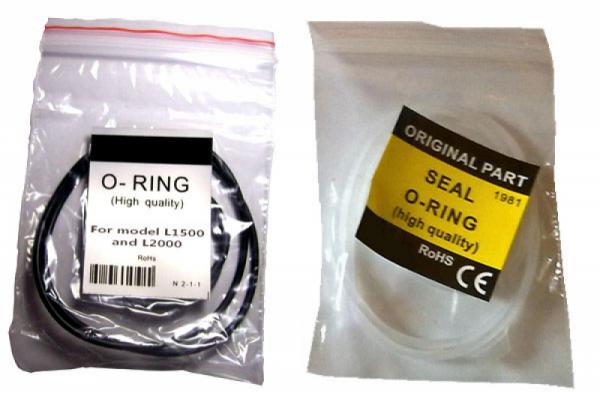 O-RING
(High quality)
For model L1500
and L2000
RoHs
N 2-1-1
ORIGINAL PART
1981
SEAL
O-RING
(high quality)
RoHS
CE